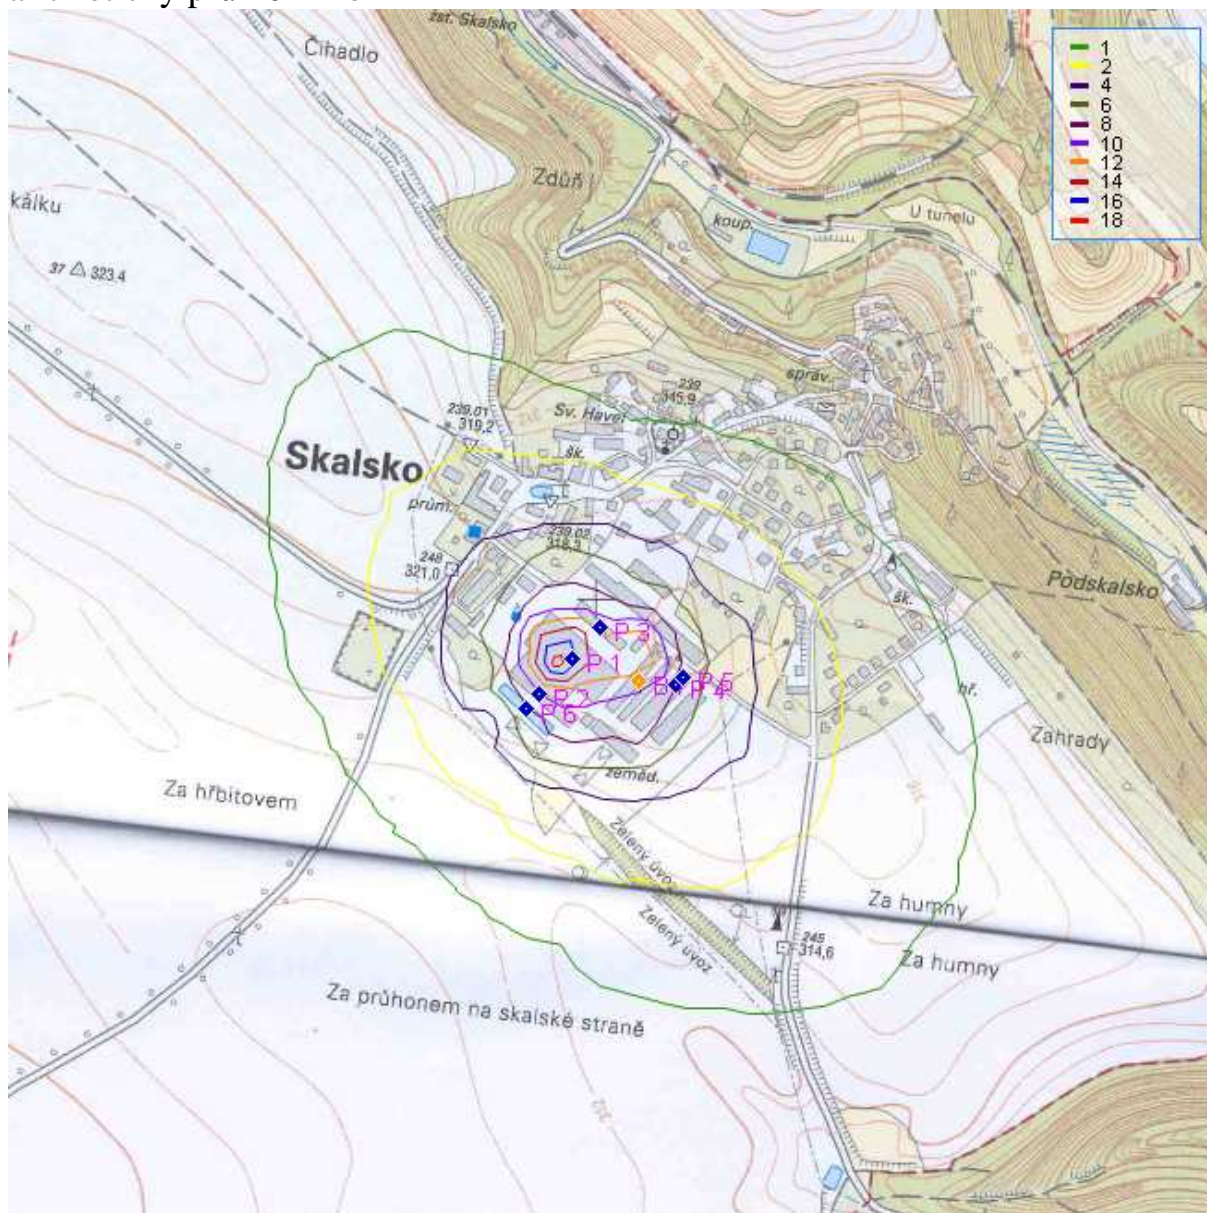 žst. Skalsko
Čihadlo
1
2
4
6
8
10
12
14
16
18
Zdůň
kálku
koup.
U tunelu
37 323.4
správ.
239
345,9
Sv. Havel
239.01
319,2
šk.
Skalsko
prům.
239.02
318,3
248
321,0
Podskalsko
šk.
P 3
P 1
P 5
P 4
P 2
P 6
hř.
Zahrady
zeměd.
Za hřbitovem
Zelený úvoz
Za humny
Zelený úvoz
245
314,6
Za humny
Za průhonem na skalské straně
312